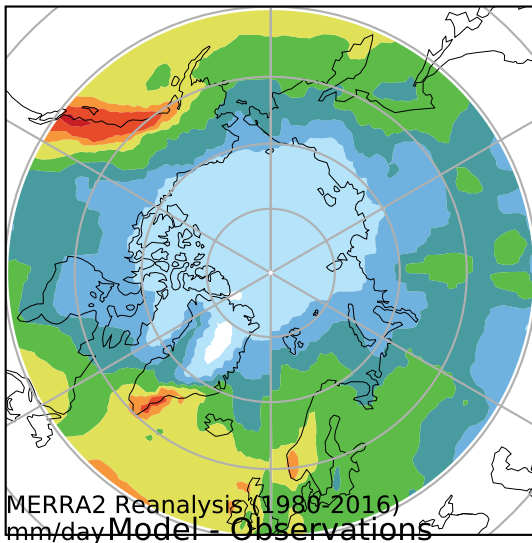 MERRA2 Reanalysis (1980-2016)
mm/day Model - Observations